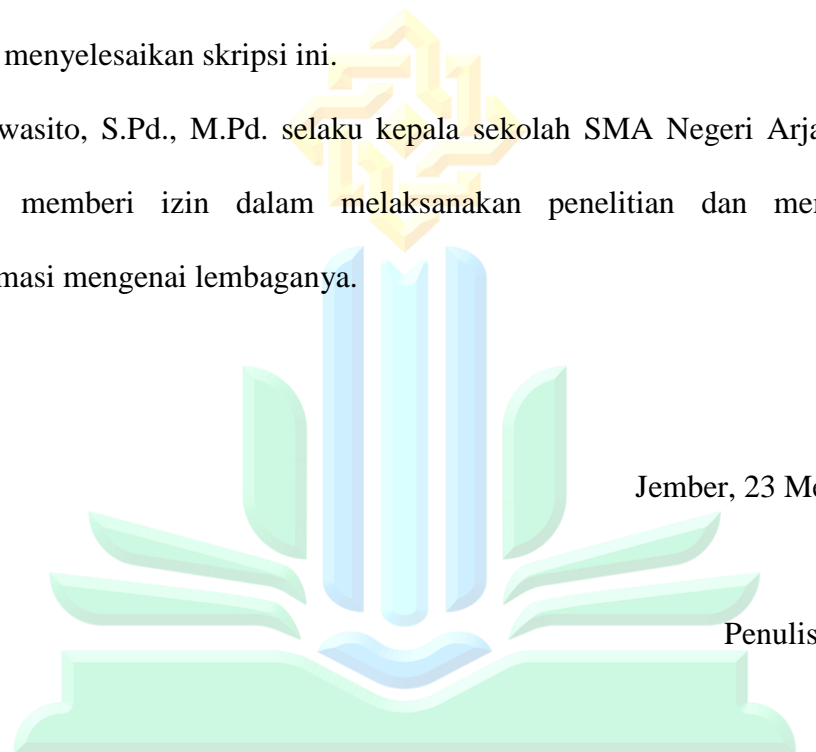 menyelesaikan skripsi ini.
wasito, S.Pd., M.Pd. selaku kepala sekolah SMA Negeri Arja
memberi izin dalam melaksanakan penelitian dan mer
masi mengenai lembaganya.
Jember, 23 Me
Penulis